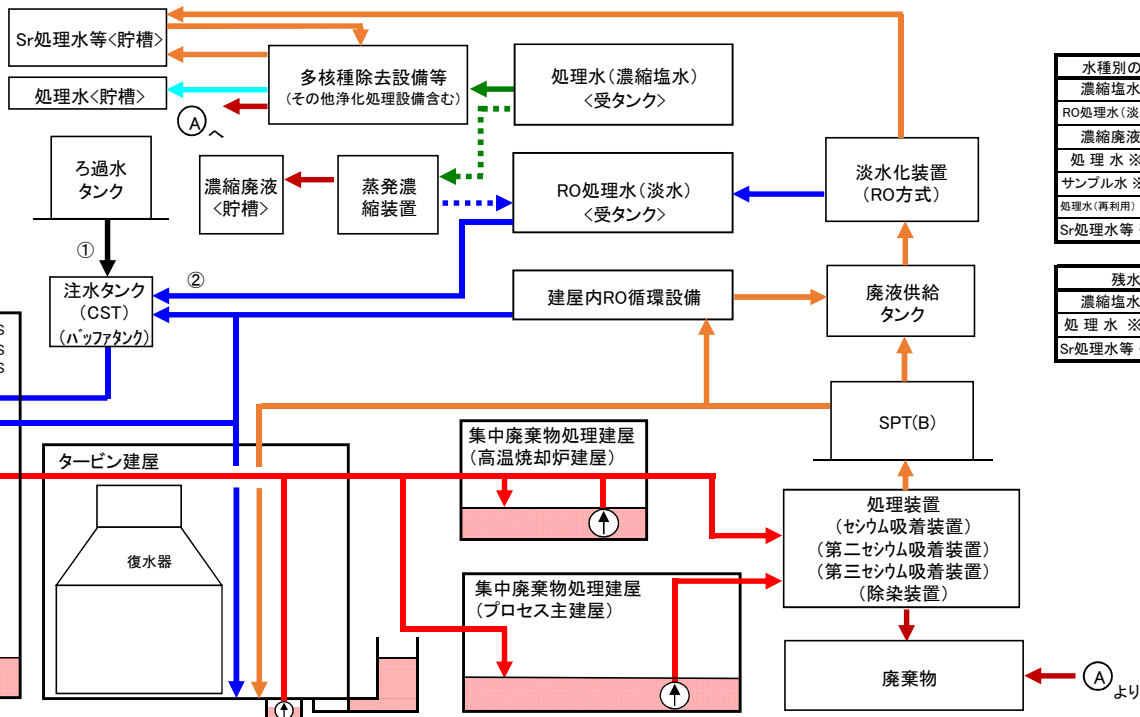 Sr処理水等<貯槽>
処理水<貯槽>
多核種除去設備等
(その他浄化処理設備含む)
Ⓐへ
処理水(濃縮塩水)
<受タンク>
ろ過水
タンク
濃縮廃液
<貯槽>
蒸発濃
縮装置
RO処理水(淡水)
<受タンク>
淡水化装置
(RO方式)
①
②
注水タンク
(CST)
(バッファタンク)
建屋内RO循環設備
廃液供給
タンク
SPT(B)
S
S
S
タービン建屋
復水器
集中廃棄物処理建屋
(高温焼却炉建屋)
集中廃棄物処理建屋
(プロセス主建屋)
処理装置
(セシウム吸着装置)
(第二セシウム吸着装置)
(第三セシウム吸着装置)
(除染装置)
廃棄物
Ⓐより
水種別の
濃縮塩水
RO処理水(淡
濃縮廃液
処理水 ※
サンプル水 ※
処理水(再利用)
Sr処理水等
残水
濃縮塩水
処理水 ※
Sr処理水等